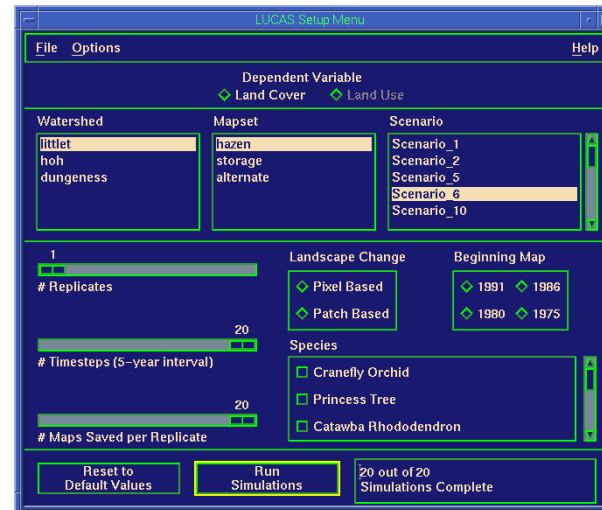 LUCAS Setup Menu
File Options Help
Dependent Variable
Land Cover Land Use
Watershed Mapset Scenario
littlet hazen Scenario_1
hoh storage Scenario_2
dungeness alternate Scenario_5
Scenario_6
Scenario_10
1 Landscape Change Beginning Map
# Replicates Pixel Based 1991 1986
Patch Based 1980 1975
20
# Timesteps (5-year interval) Species
Cranefly Orchid
Princess Tree
20
Catawba Rhododendron
# Maps Saved per Replicate
Reset to
Default Values
Run
Simulations
20 out of 20
Simulations Complete